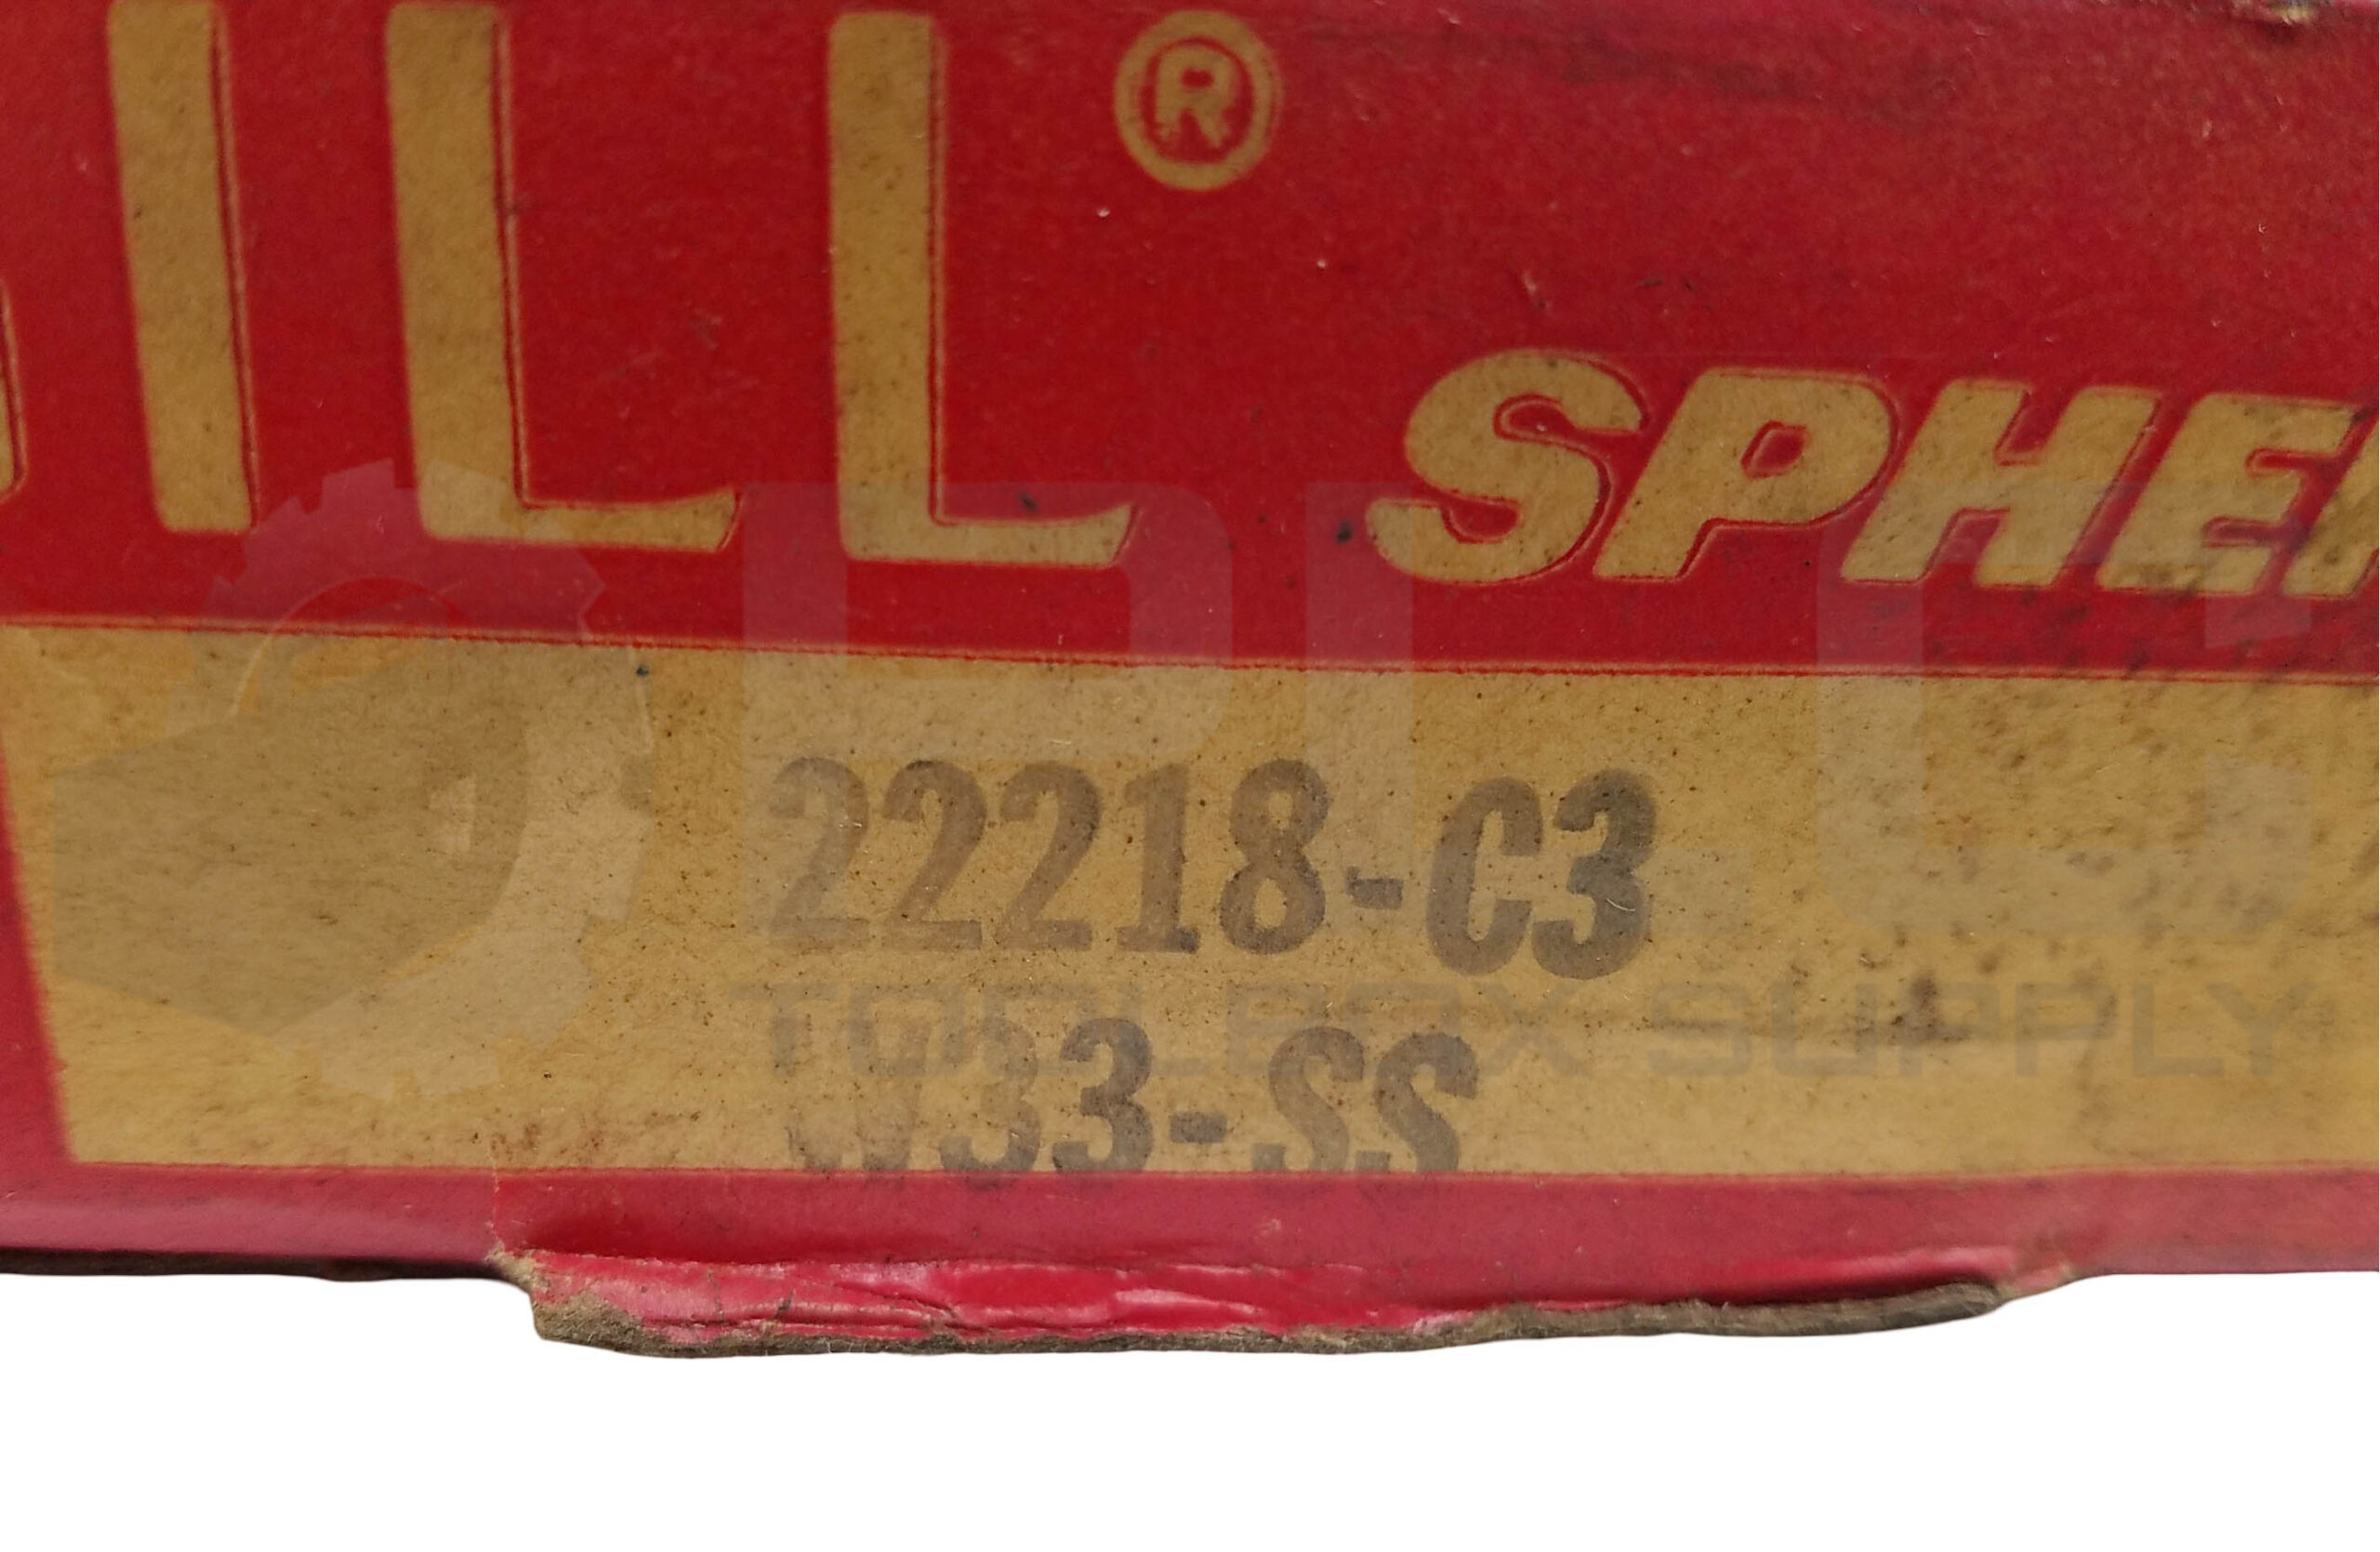 ILL®
SPHE
22218-C3
W33-SS
TOOLBOX SUPPLY